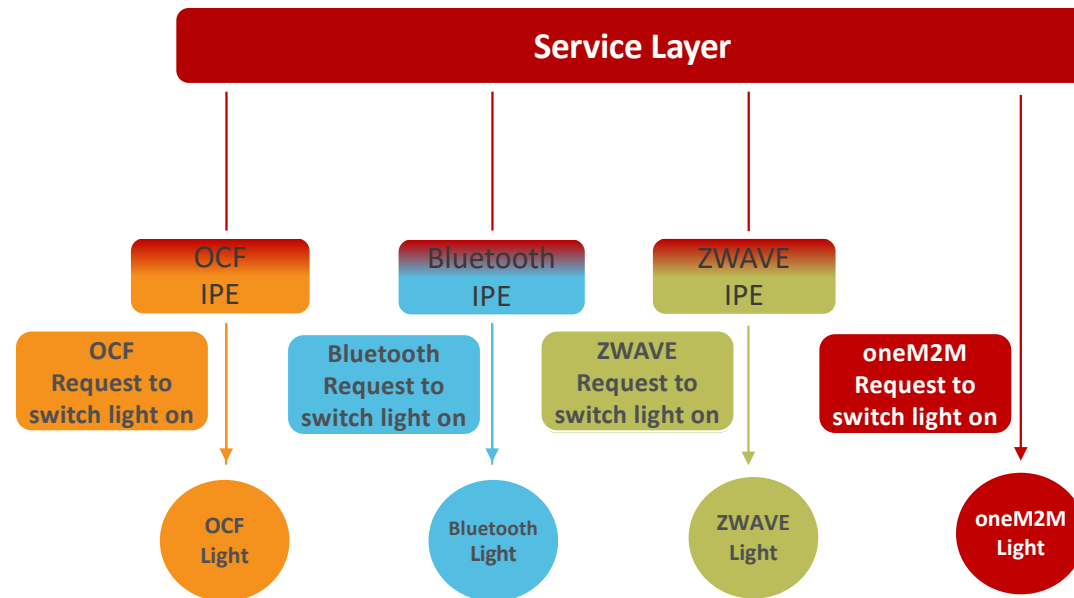 Service Layer
OCF
IPE
Bluetooth
IPE
ZWAVE
IPE
OCF
Request to
switch light on
Bluetooth
Request to
switch light on
ZWAVE
Request to
switch light on
oneM2M
Request to
switch light on
OCF
Light
Bluetooth
Light
ZWAVE
Light
oneM2M
Light